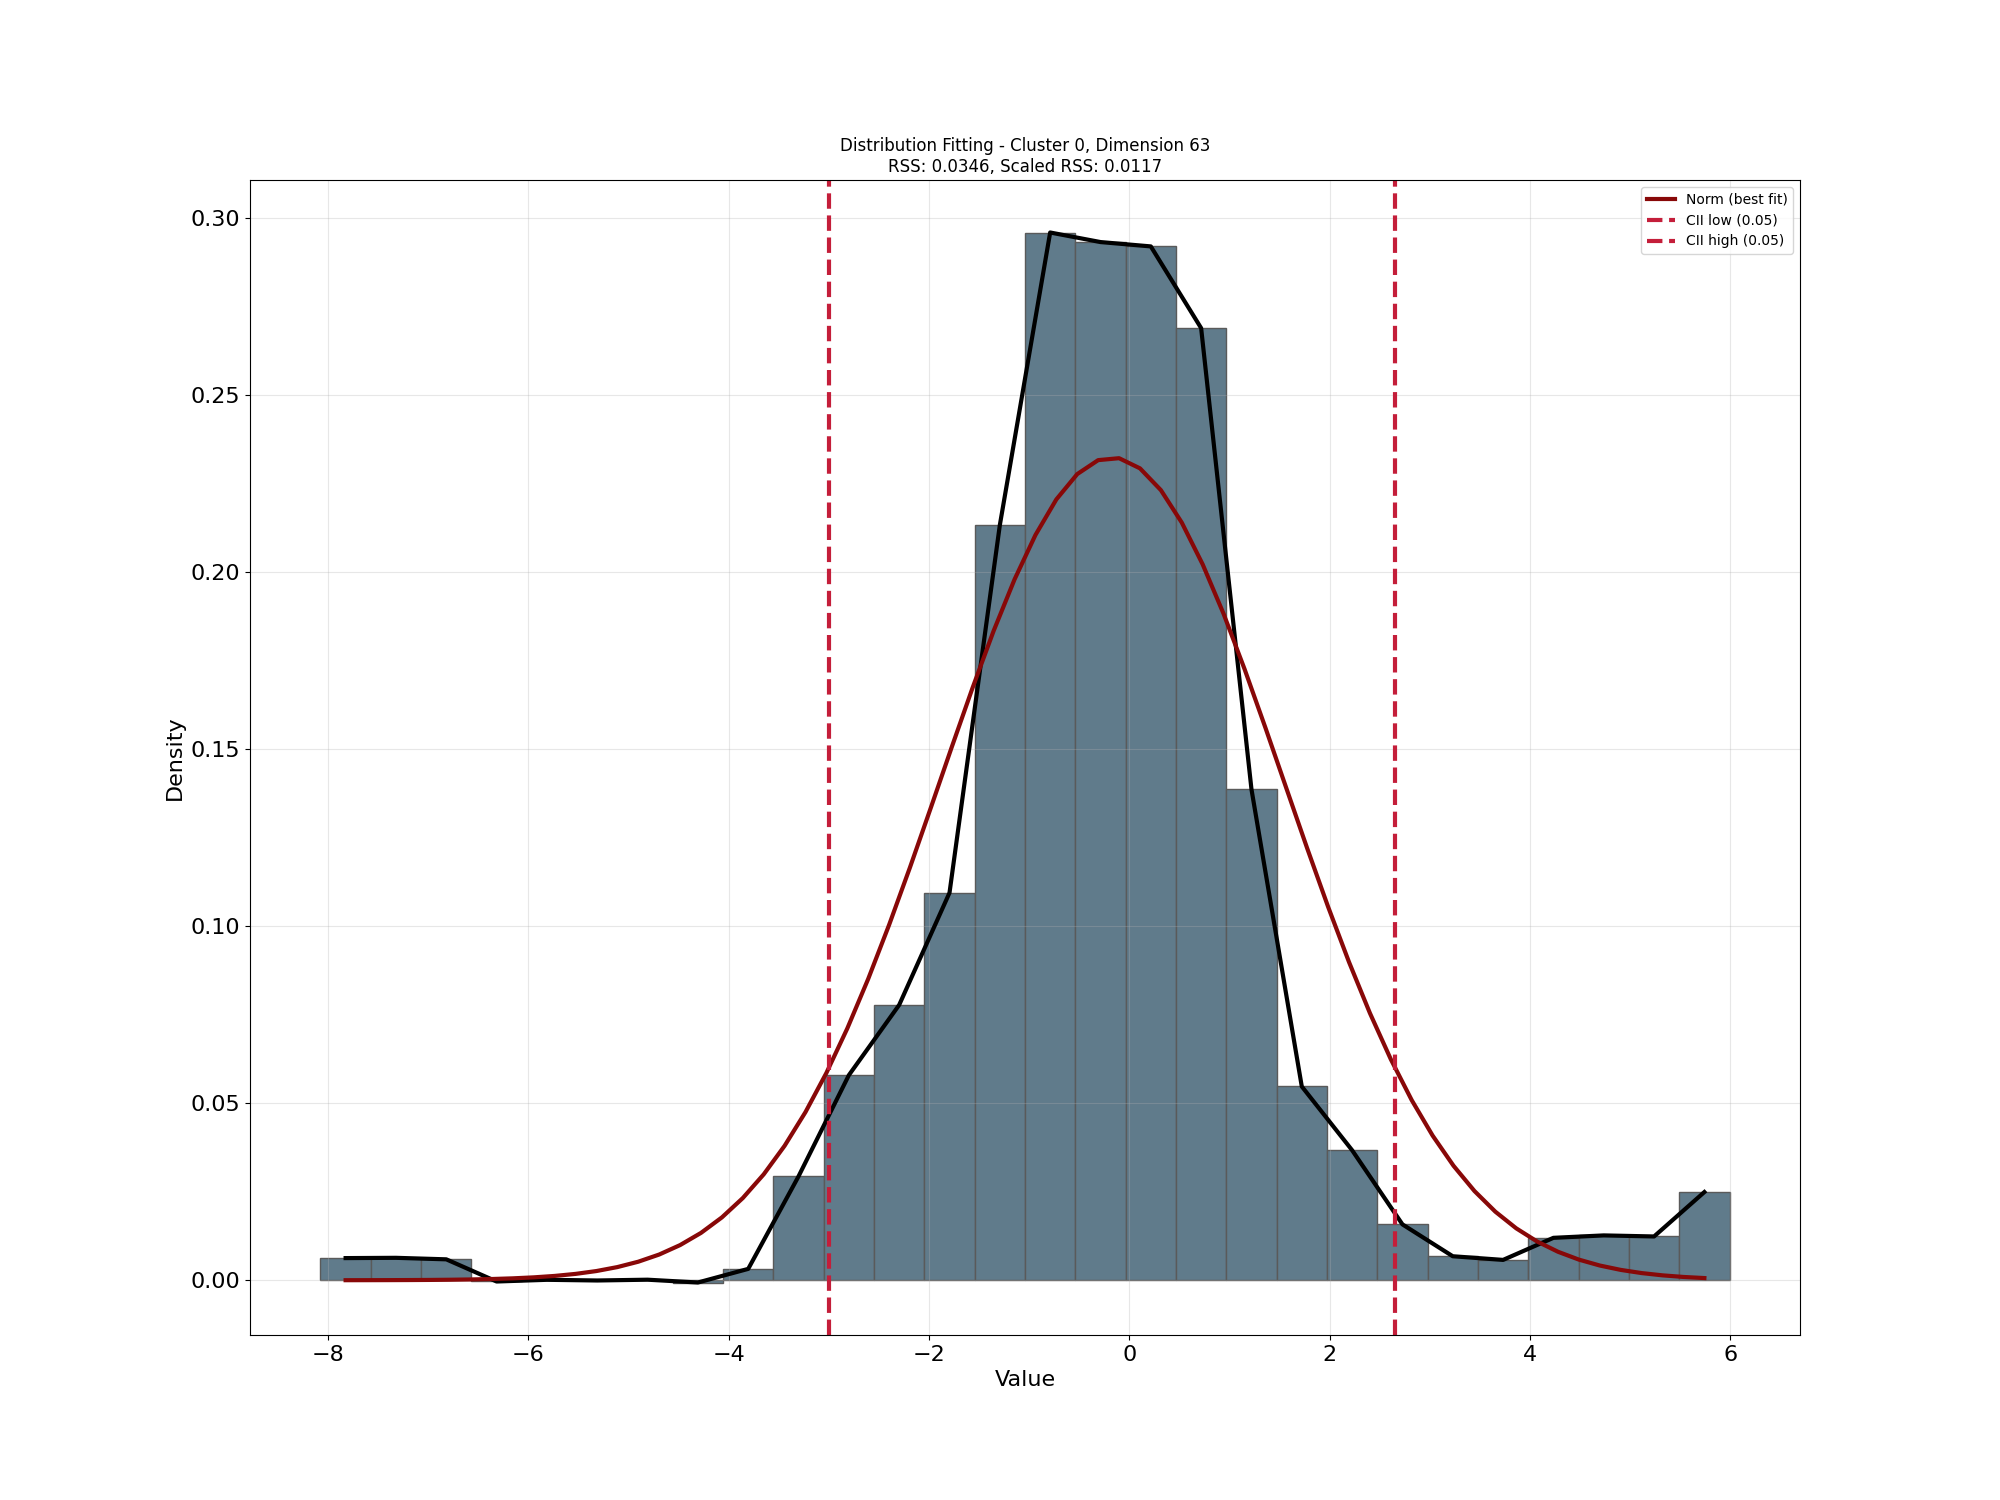 Distribution Fitting - Cluster 0, Dimension 63
RSS: 0.0346, Scaled RSS: 0.0117
Norm (best fit)
CII low (0.05)
CII high (0.05)
0.30
0.25
0.20
0.15
0.10
0.05
0.00
Density
−8 −6 −4 −2 0 2 4 6
Value